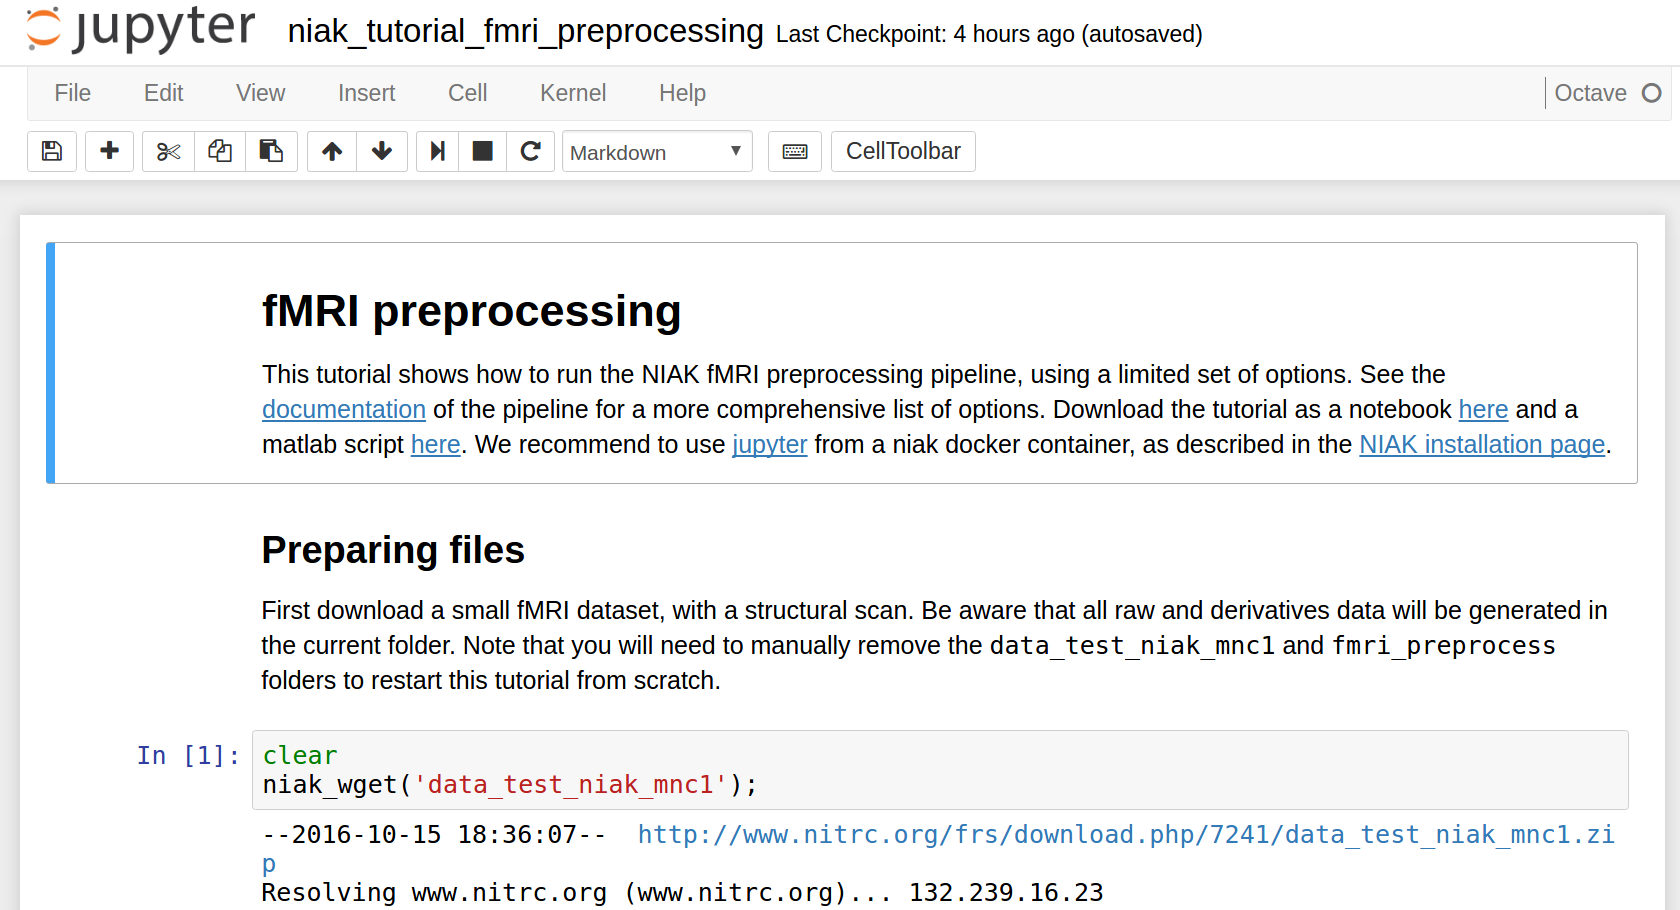 jupyter niak_tutorial_fmri_preprocessing Last Checkpoint: 4 hours ago (autosaved)
File Edit View Insert Cell Kernel Help Octave
Markdown CellToolbar
fMRI preprocessing
This tutorial shows how to run the NIAK fMRI preprocessing pipeline, using a limited set of options. See the
documentation of the pipeline for a more comprehensive list of options. Download the tutorial as a notebook here and a
matlab script here. We recommend to use jupyter from a niak docker container, as described in the NIAK installation page.
Preparing files
First download a small fMRI dataset, with a structural scan. Be aware that all raw and derivatives data will be generated in
the current folder. Note that you will need to manually remove the data_test_niak_mnc1 and fmri_preprocess
folders to restart this tutorial from scratch.
In [1]: clear
niak_wget('data_test_niak_mnc1');
--2016-10-15 18:36:07--  http://www.nitrc.org/frs/download.php/7241/data_test_niak_mnc1.zi
p
Resolving www.nitrc.org (www.nitrc.org)... 132.239.16.23